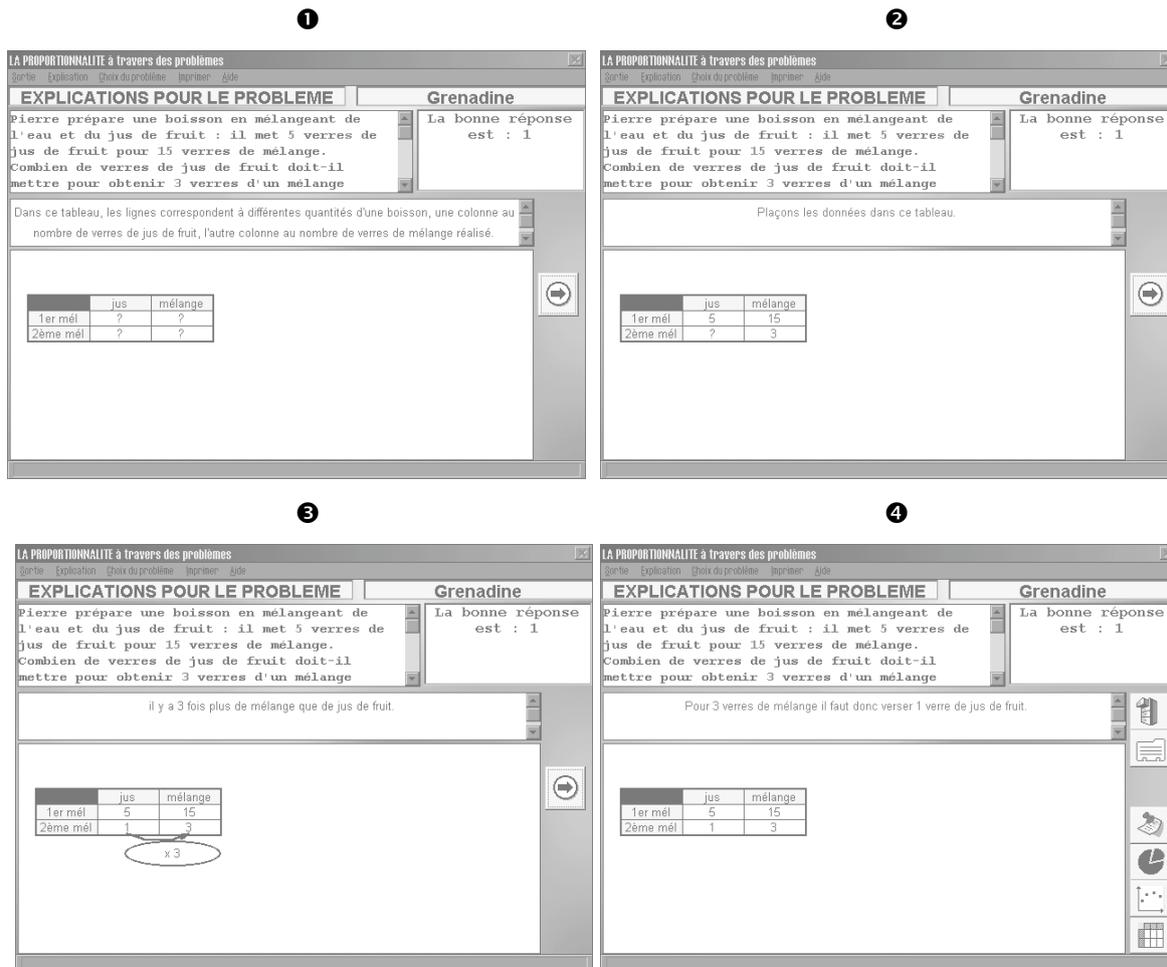 ❶
LA PROPORTIONNALITE à travers des problèmes
Sortie Explication Choix du problème Imprimer Aide
EXPLICATIONS POUR LE PROBLEME
Grenadine
Pierre prépare une boisson en mélangeant de
l'eau et du jus de fruit : il met 5 verres de
jus de fruit pour 15 verres de mélange.
Combien de verres de jus de fruit doit-il
mettre pour obtenir 3 verres d'un mélange
La bonne réponse
est : 1
Dans ce tableau, les lignes correspondent à différentes quantités d'une boisson, une colonne au
nombre de verres de jus de fruit, l'autre colonne au nombre de verres de mélange réalisé.
jus mélange
1er mél ? ?
2ème mél ? ?
❷
LA PROPORTIONNALITE à travers des problèmes
Sortie Explication Choix du problème Imprimer Aide
EXPLICATIONS POUR LE PROBLEME
Grenadine
Pierre prépare une boisson en mélangeant de
l'eau et du jus de fruit : il met 5 verres de
jus de fruit pour 15 verres de mélange.
Combien de verres de jus de fruit doit-il
mettre pour obtenir 3 verres d'un mélange
La bonne réponse
est : 1
Plaçons les données dans ce tableau.
jus mélange
1er mél 5 15
2ème mél ? 3
❸
LA PROPORTIONNALITE à travers des problèmes
Sortie Explication Choix du problème Imprimer Aide
EXPLICATIONS POUR LE PROBLEME
Grenadine
Pierre prépare une boisson en mélangeant de
l'eau et du jus de fruit : il met 5 verres de
jus de fruit pour 15 verres de mélange.
Combien de verres de jus de fruit doit-il
mettre pour obtenir 3 verres d'un mélange
La bonne réponse
est : 1
il y a 3 fois plus de mélange que de jus de fruit.
jus mélange
1er mél 5 15
2ème mél 1 3
x 3
❹
LA PROPORTIONNALITE à travers des problèmes
Sortie Explication Choix du problème Imprimer Aide
EXPLICATIONS POUR LE PROBLEME
Grenadine
Pierre prépare une boisson en mélangeant de
l'eau et du jus de fruit : il met 5 verres de
jus de fruit pour 15 verres de mélange.
Combien de verres de jus de fruit doit-il
mettre pour obtenir 3 verres d'un mélange
La bonne réponse
est : 1
Pour 3 verres de mélange il faut donc verser 1 verre de jus de fruit.
jus mélange
1er mél 5 15
2ème mél 1 3